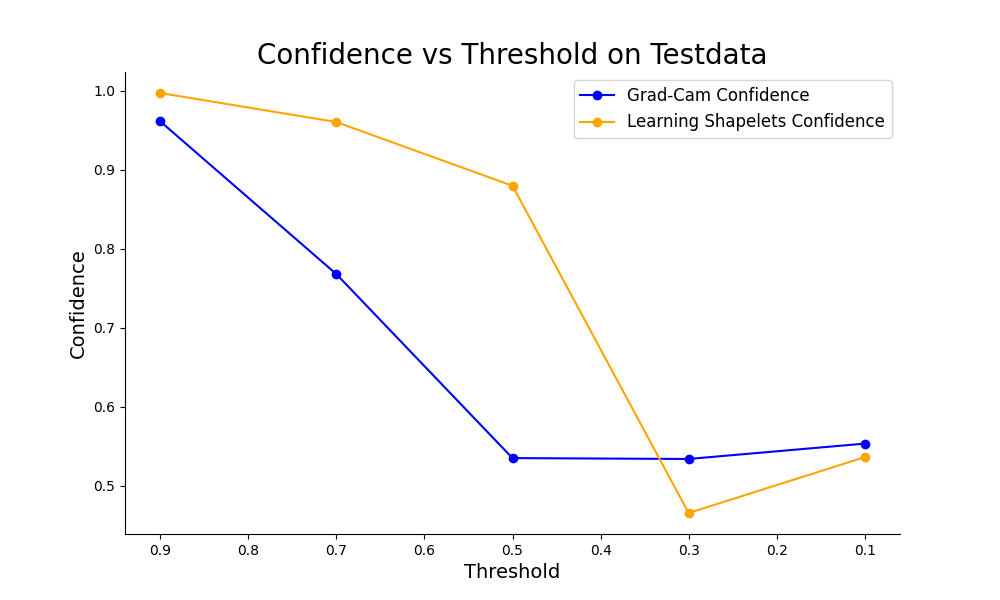 Confidence vs Threshold on Testdata
Grad-Cam Confidence
Learning Shapelets Confidence
Confidence
1.0
0.9
0.8
0.7
0.6
0.5
0.9 0.8 0.7 0.6 0.5 0.4 0.3 0.2 0.1
Threshold